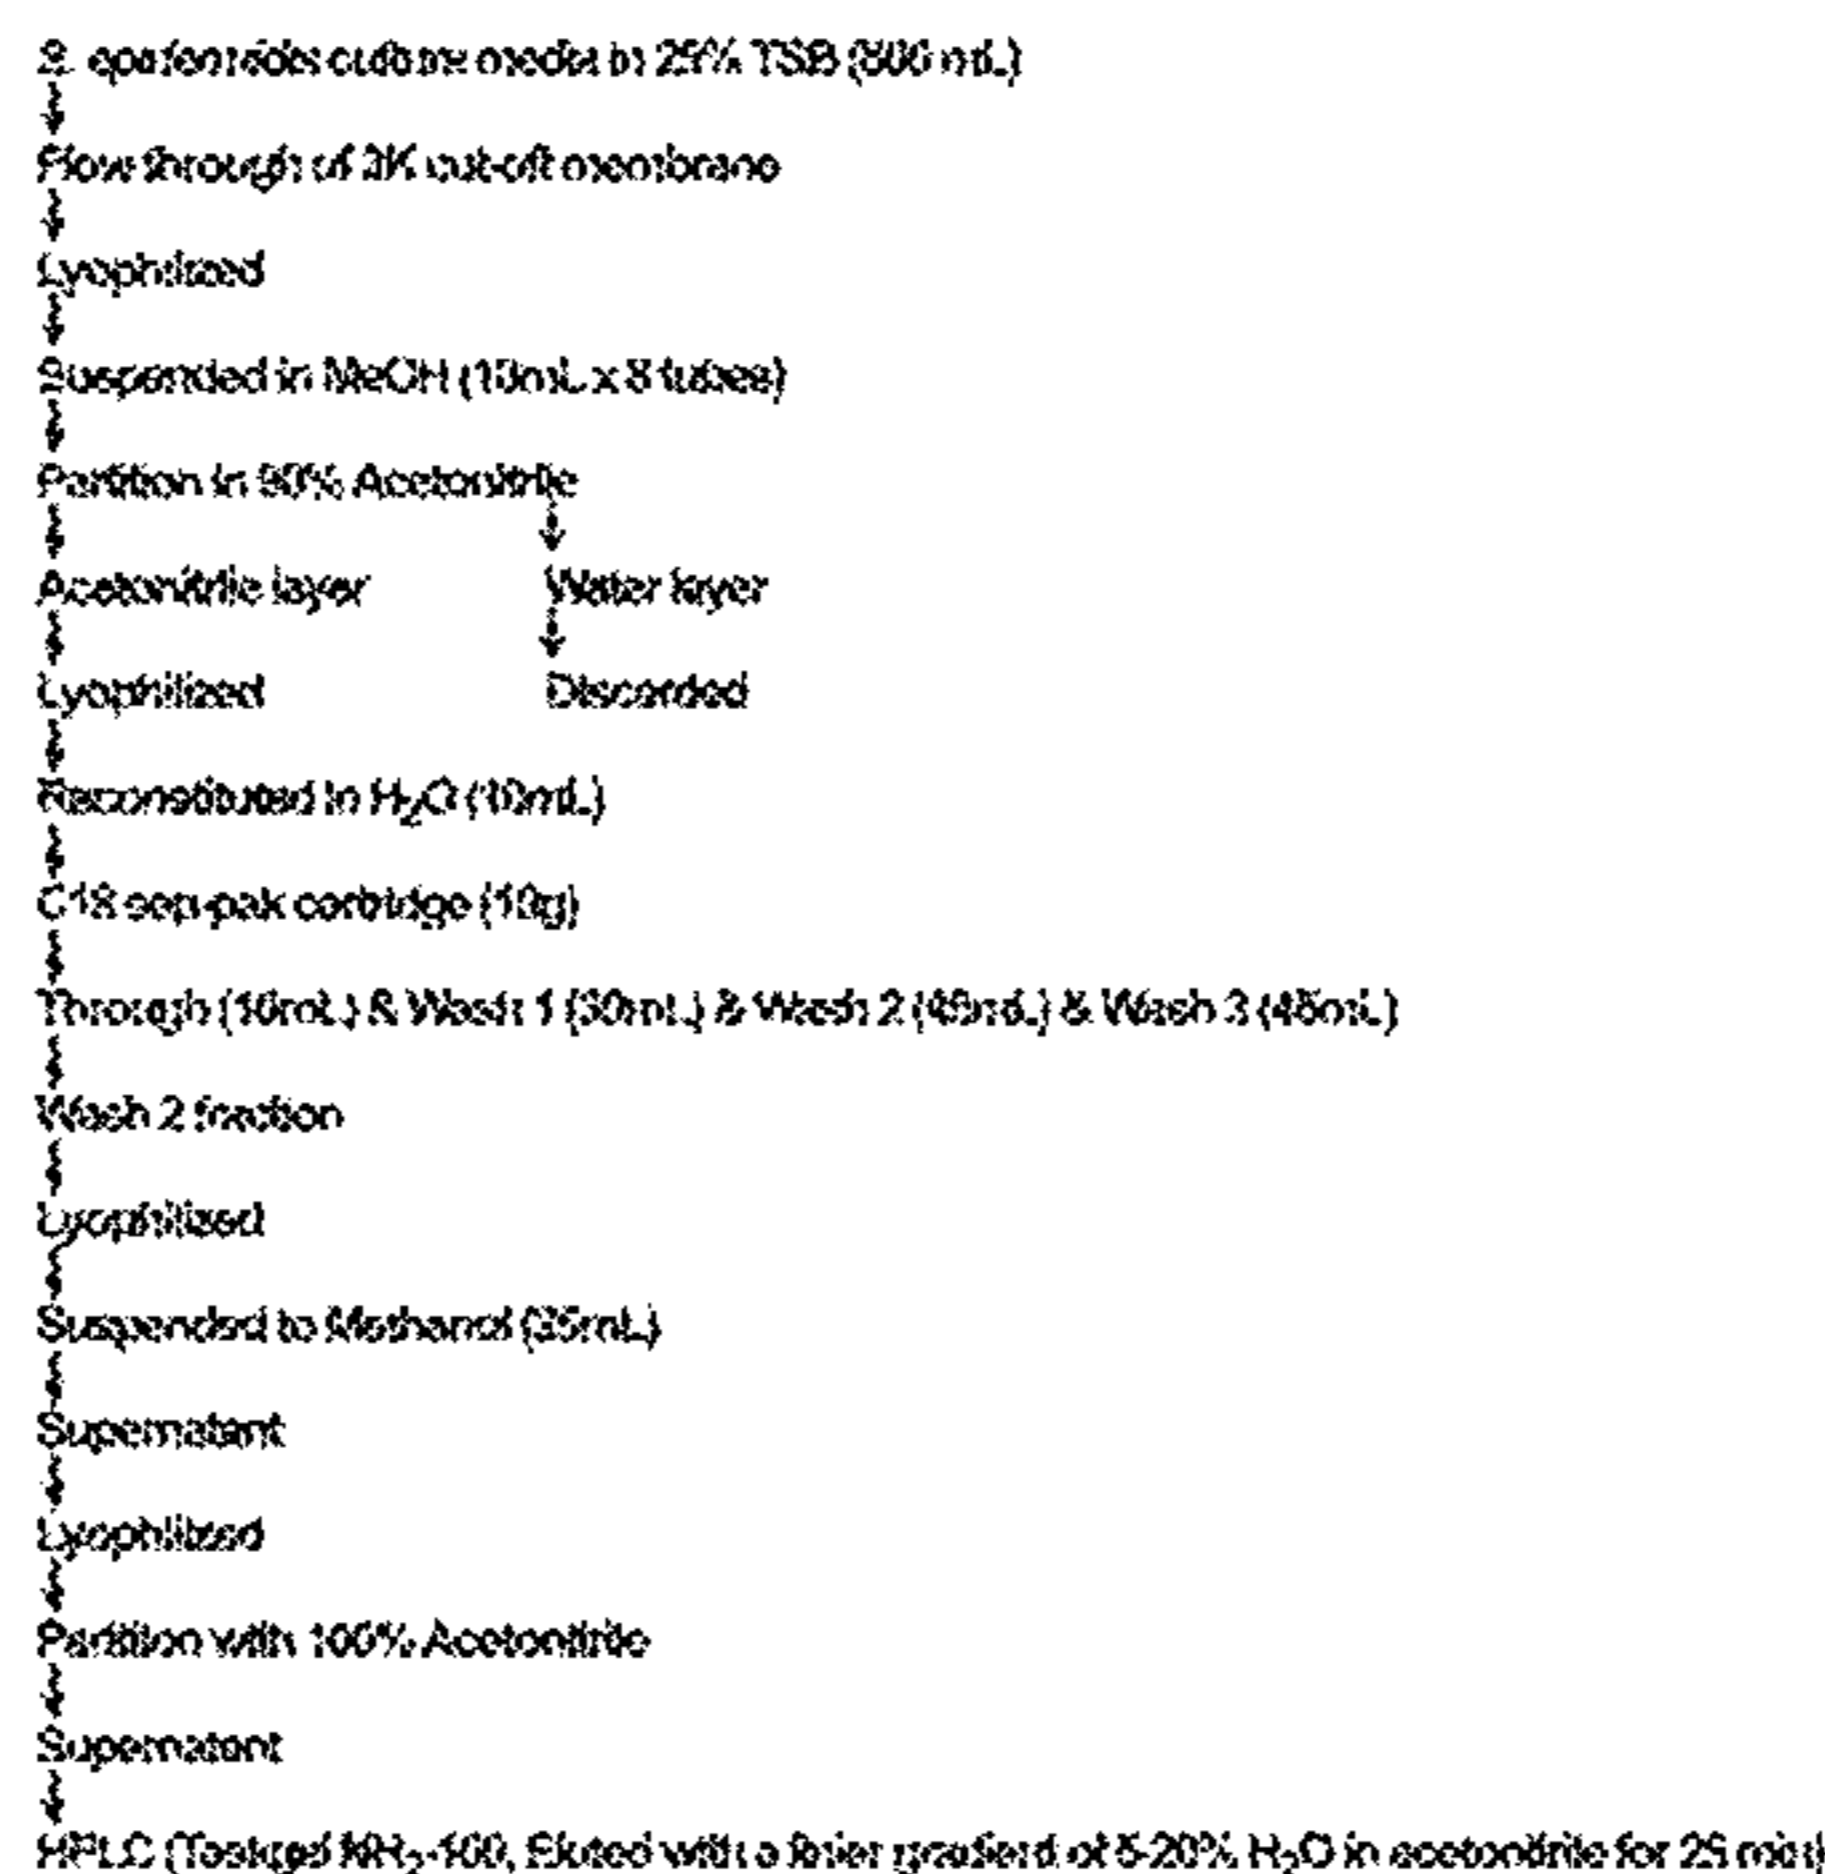 S. epidermidis culture media in 25% TSB (800 mL)
Flow through of 3K cut-off membrane
Lyophilized
Suspended in MeOH (10mL x 8 tubes)
Partition in 90% Acetonitrile
Acetonitrile layer Water layer
Lyophilized Discarded
Reconstituted in H₂O (10mL)
C18 sep-pak cartridge (10g)
Through (10mL) & Wash 1 (30mL) & Wash 2 (45mL) & Wash 3 (45mL)
Wash 2 fraction
Lyophilized
Suspended to Methanol (35mL)
Supernatant
Lyophilized
Partition with 100% Acetonitrile
Supernatant
HPLC ( NH₂-100, Eluted with a gradient of 5-20% H₂O in acetonitrile for 25 min)